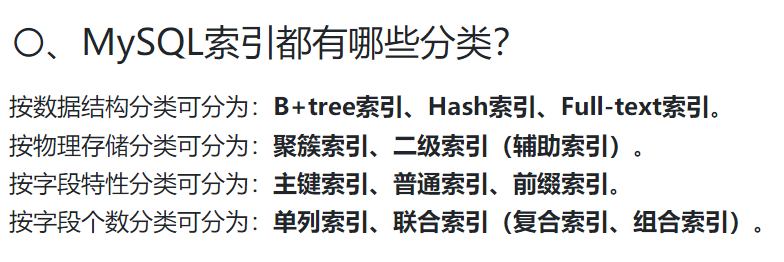 〇、MySQL索引都有哪些分类？
按数据结构分类可分为：B+tree索引、Hash索引、Full-text索引。
按物理存储分类可分为：聚簇索引、二级索引（辅助索引）。
按字段特性分类可分为：主键索引、普通索引、前缀索引。
按字段个数分类可分为：单列索引、联合索引（复合索引、组合索引）。